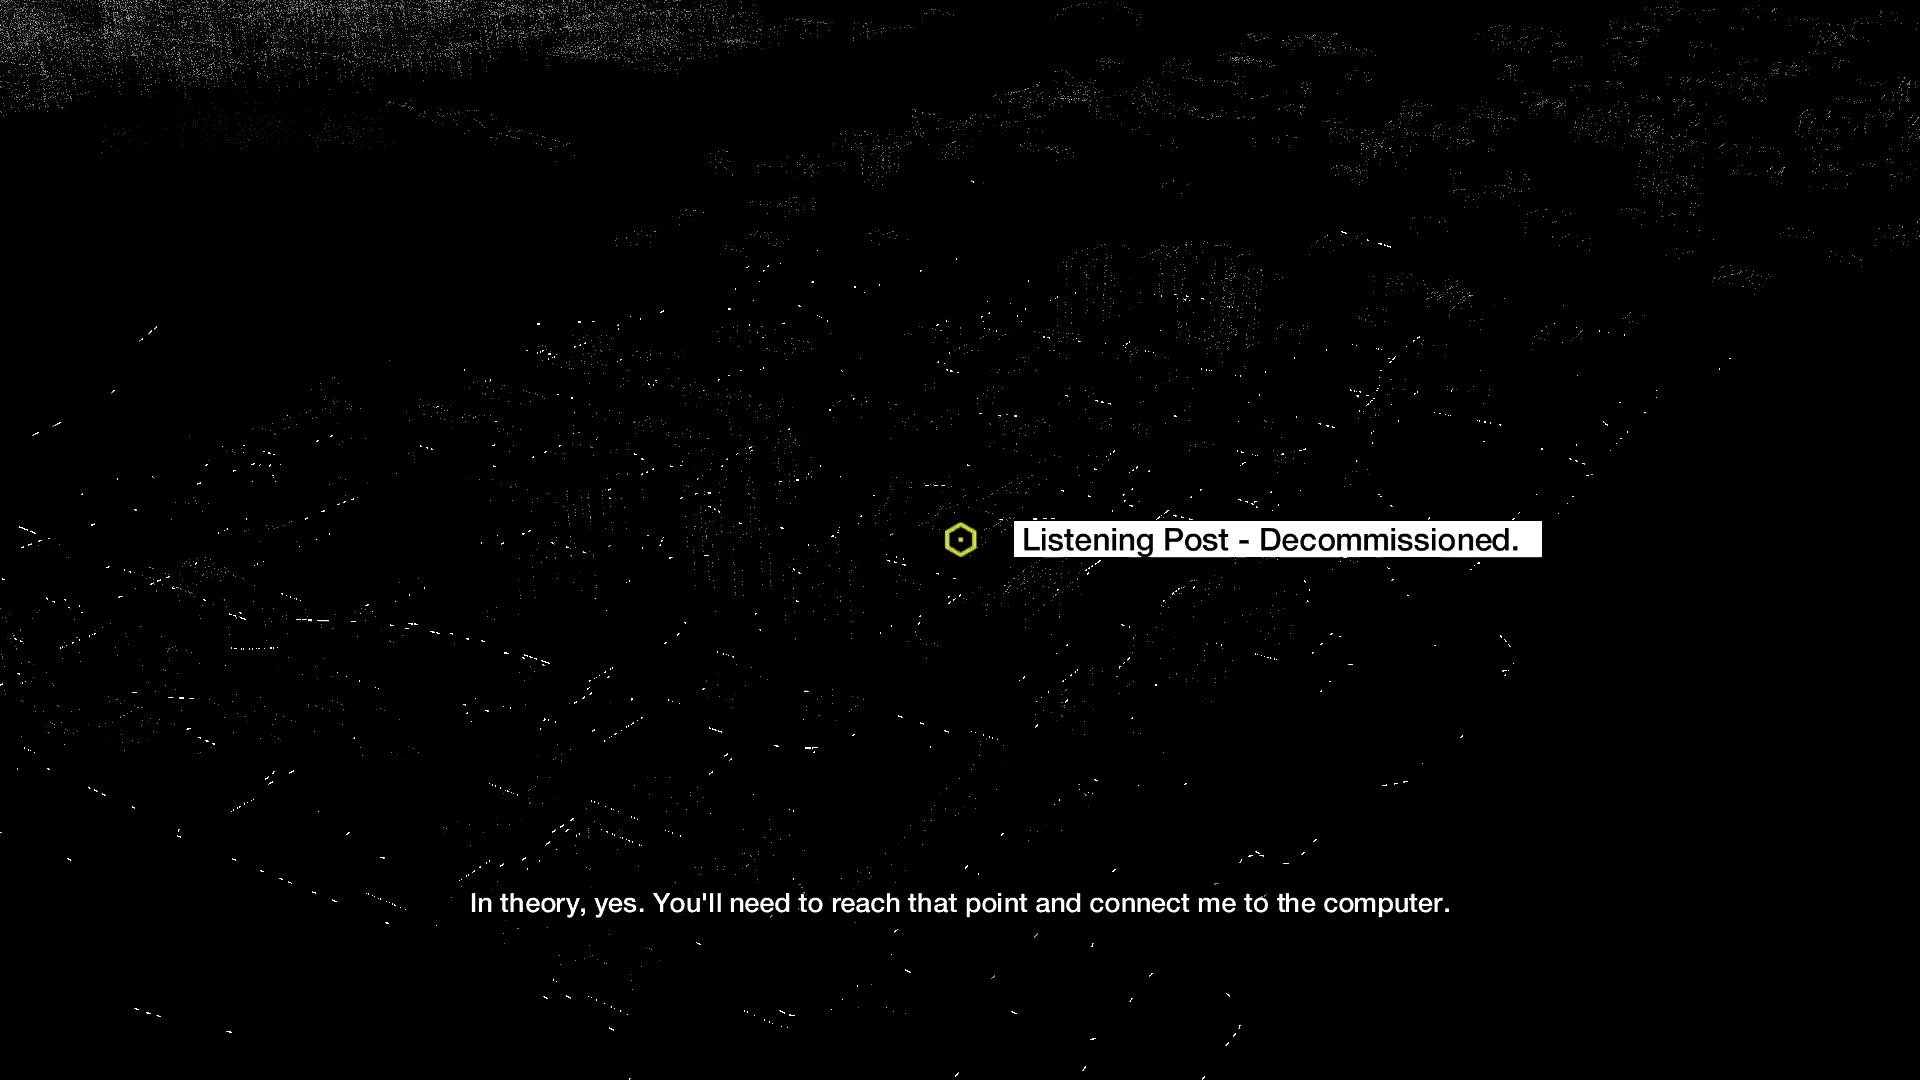 Listening Post - Decommissioned.
In theory, yes. You'll need to reach that point and connect me to the computer.